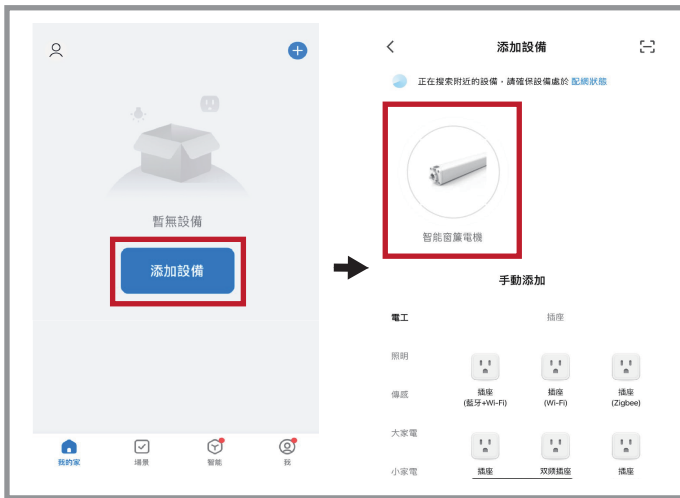 暫無設備
添加設備
我的家
場景
智能
我
添加設備
正在搜索附近的設備，請確保設備處於 配網狀態
智能窗簾電機
手動添加
電工
插座
照明
傳感
插座
(藍牙+Wi-Fi)
插座
(Wi-Fi)
插座
(Zigbee)
大家電
小家電
插座
双頻插座
插座